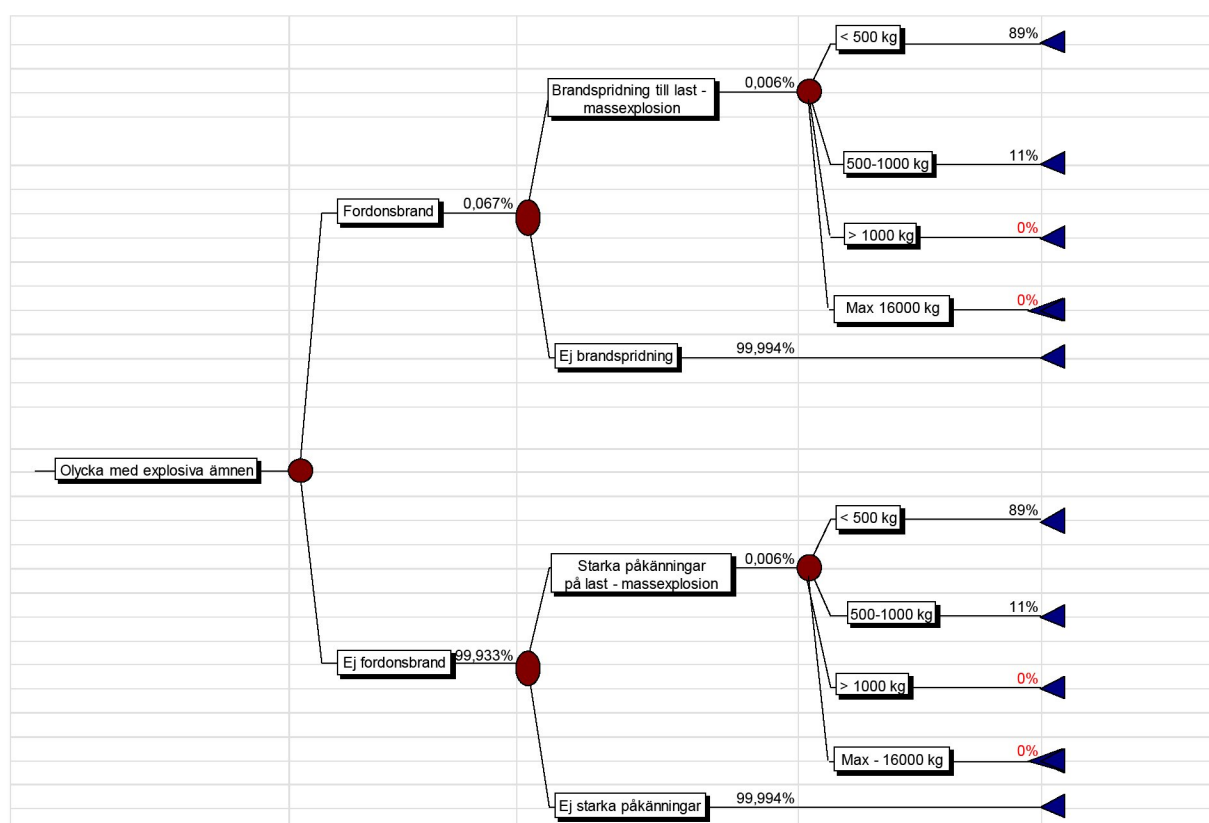 < 500 kg
89%
Brandspridning till last -
massexplosion
0,006%
500-1000 kg
11%
Fordonsbrand
0,067%
> 1000 kg
0%
Max 16000 kg
0%
Ej brandspridning
99,994%
Olycka med explosiva ämnen
< 500 kg
89%
Starka påkänningar
på last - massexplosion
0,006%
500-1000 kg
11%
Ej fordonsbrand
99,933%
> 1000 kg
0%
Max - 16000 kg
0%
Ej starka påkänningar
99,994%